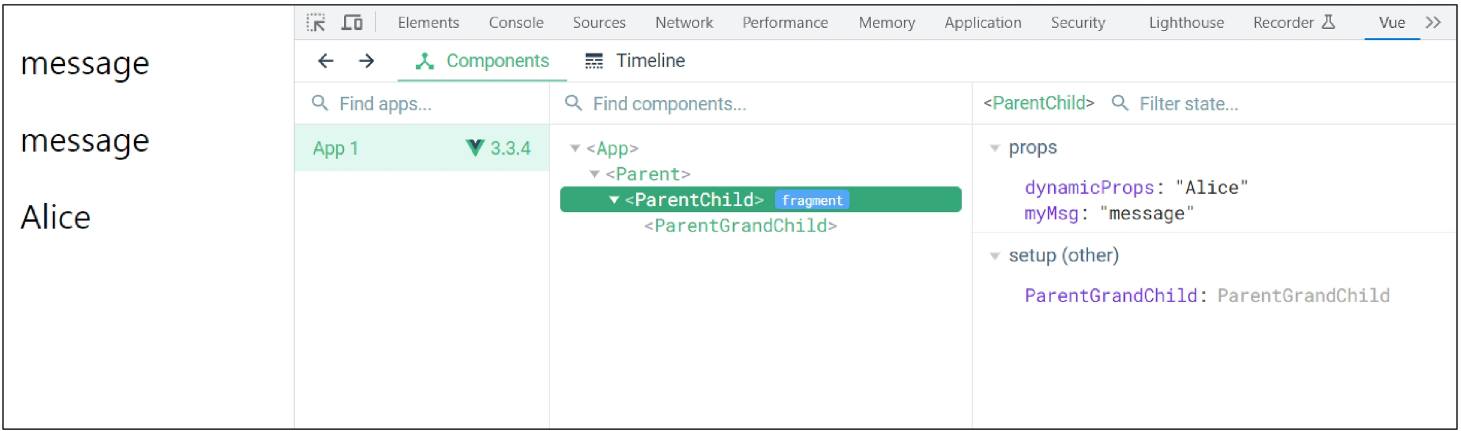 message
message
Alice
Elements Console Sources Network Performance Memory Application Security Lighthouse Recorder Vue
Components Timeline
Find apps... Find components... <ParentChild> Filter state...
App 1 3.3.4
<App>
<Parent>
<ParentChild> fragment
<ParentGrandChild>
props
dynamicProps: "Alice"
myMsg: "message"
setup (other)
ParentGrandChild: ParentGrandChild